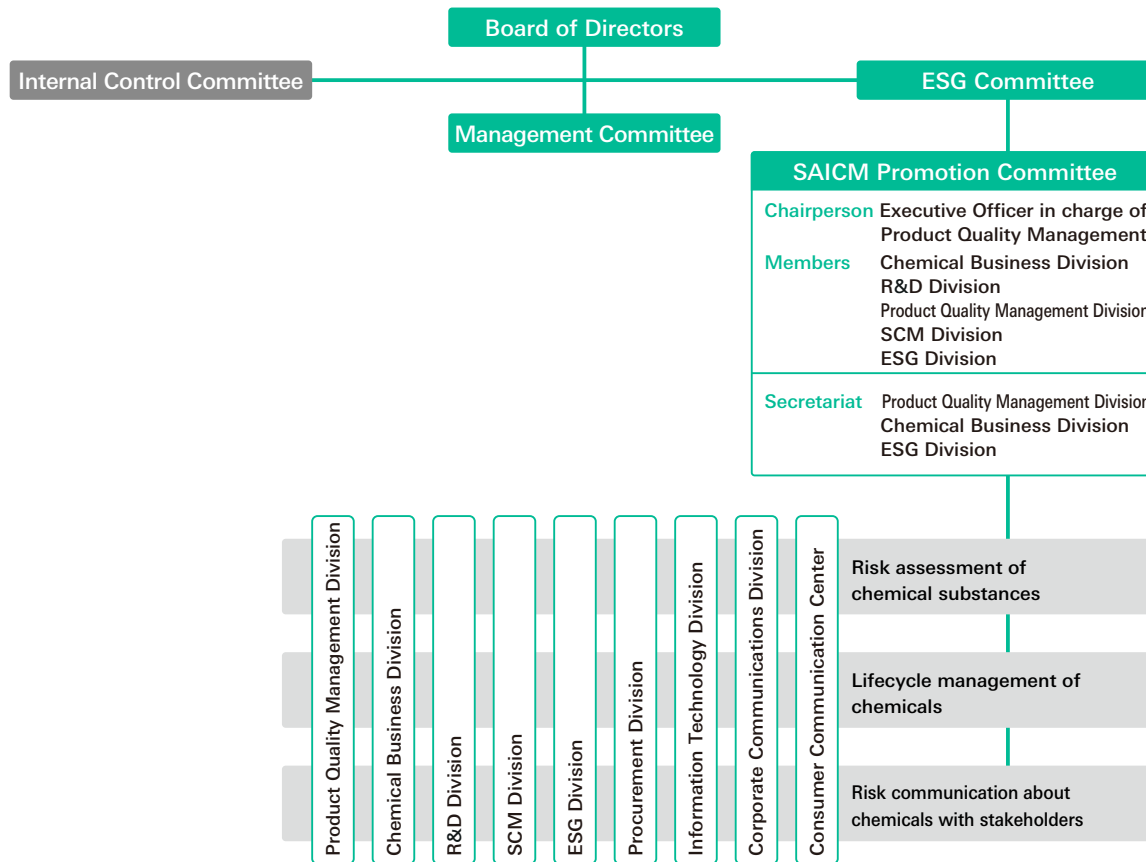 Board of Directors
Internal Control Committee
ESG Committee
Management Committee
SAICM Promotion Committee
Chairperson Executive Officer in charge of
Product Quality Management
Members Chemical Business Division
R&D Division
Product Quality Management Division
SCM Division
ESG Division
Secretariat Product Quality Management Division
Chemical Business Division
ESG Division
Product Quality Management Division
Chemical Business Division
R&D Division
SCM Division
ESG Division
Procurement Division
Information Technology Division
Corporate Communications Division
Consumer Communication Center
Risk assessment of
chemical substances
Lifecycle management of
chemicals
Risk communication about
chemicals with stakeholders